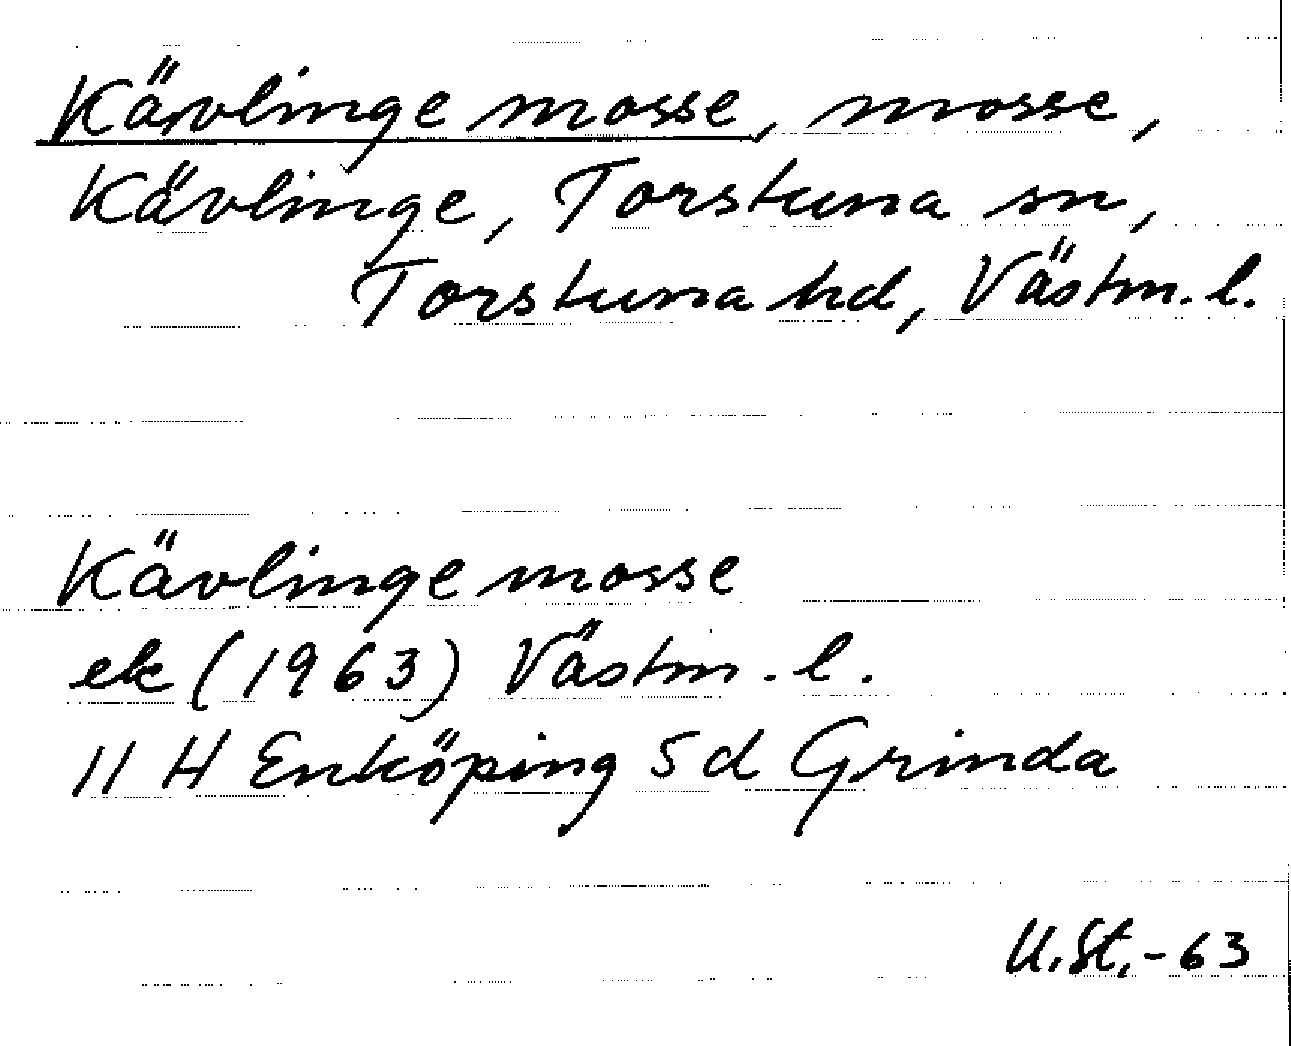 Kävlinge mosse, mosse,
Kävlinge, Torstuna sn,
Torstuna hd, Västm. l.
Kävlinge mosse
ek (1963) Västm. l.
11 H Enköping 5d Grinda
U.St.-63